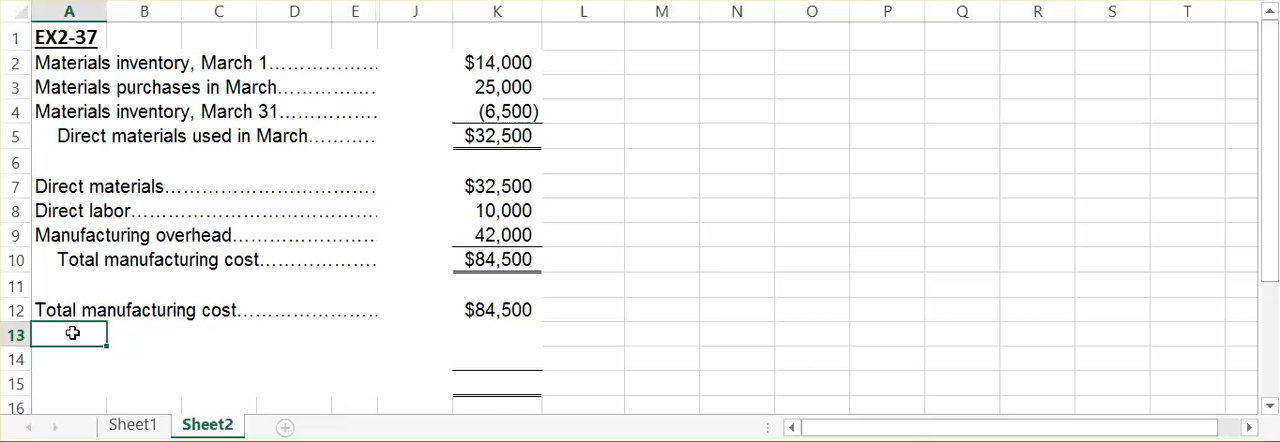 A B C D E J K L M N O P Q R S T
1 EX2-37
2 Materials inventory, March 1……………… $14,000
3 Materials purchases in March…………… 25,000
4 Materials inventory, March 31…………… (6,500)
5 Direct materials used in March……….. $32,500
6
7 Direct materials…………………………… $32,500
8 Direct labor………………………………… 10,000
9 Manufacturing overhead………………… 42,000
10 Total manufacturing cost……………… $84,500
11
12 Total manufacturing cost………………… $84,500
13
14
15
16
Sheet1 Sheet2